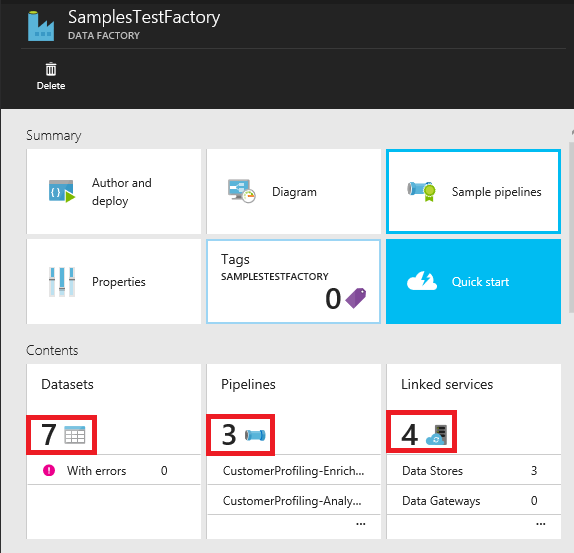 SamplesTestFactory
DATA FACTORY
Delete
Summary
Author and
deploy
Diagram
Sample pipelines
Properties
Tags
SAMPLESTESTFACTORY
0
Quick start
Contents
Datasets
7
With errors 0
Pipelines
3
CustomerProfiling-Enrich...
CustomerProfiling-Analy...
...
Linked services
4
Data Stores 3
Data Gateways 0
...